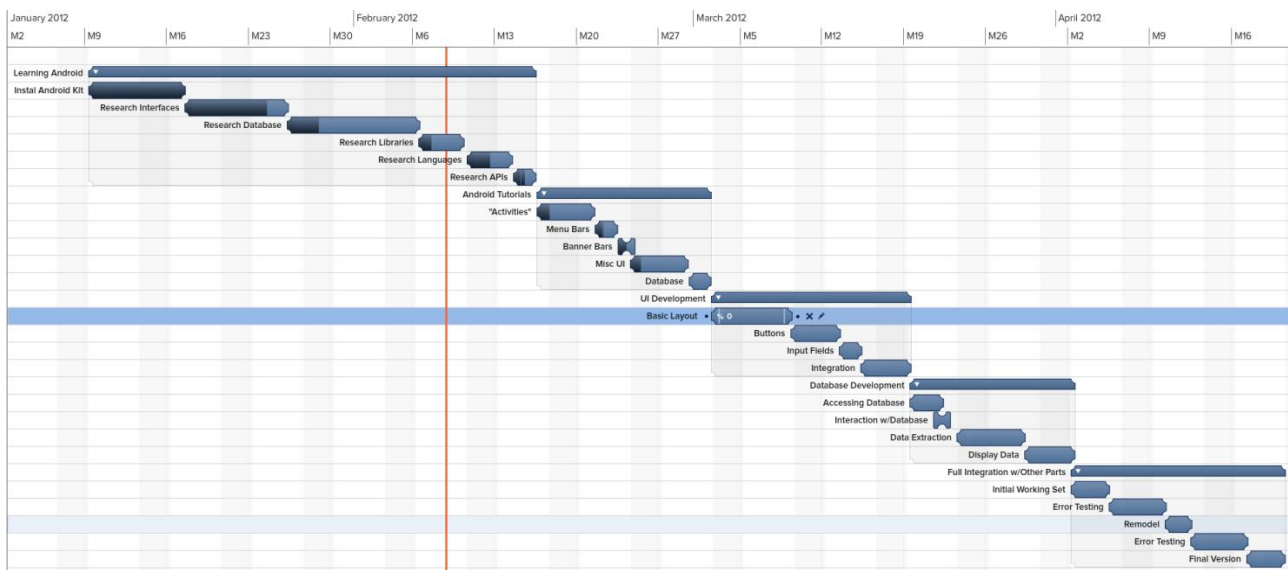 January 2012 February 2012 March 2012 April 2012
M2 M9 M16 M23 M30 M6 M13 M20 M27 M5 M12 M19 M26 M2 M9 M16
Learning Android
Instal Android Kit
Research Interfaces
Research Database
Research Libraries
Research Languages
Research APIs
Android Tutorials
"Activities"
Menu Bars
Banner Bars
Misc UI
Database
UI Development
Basic Layout % 0
Buttons
Input Fields
Integration
Database Development
Accessing Database
Interaction w/Database
Data Extraction
Display Data
Full Integration w/Other Parts
Initial Working Set
Error Testing
Remodel
Error Testing
Final Version